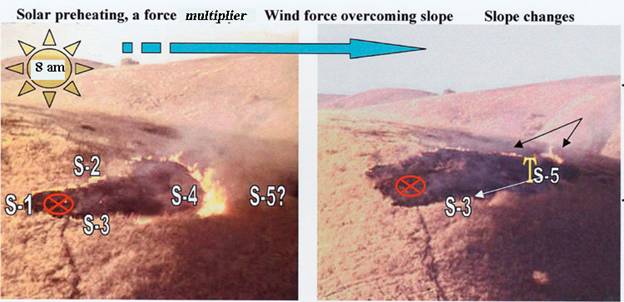 Solar preheating, a force multiplier Wind force overcoming slope Slope changes
8 am
S-2
S-1
S-3
S-4
S-5?
T
S-5
S-3